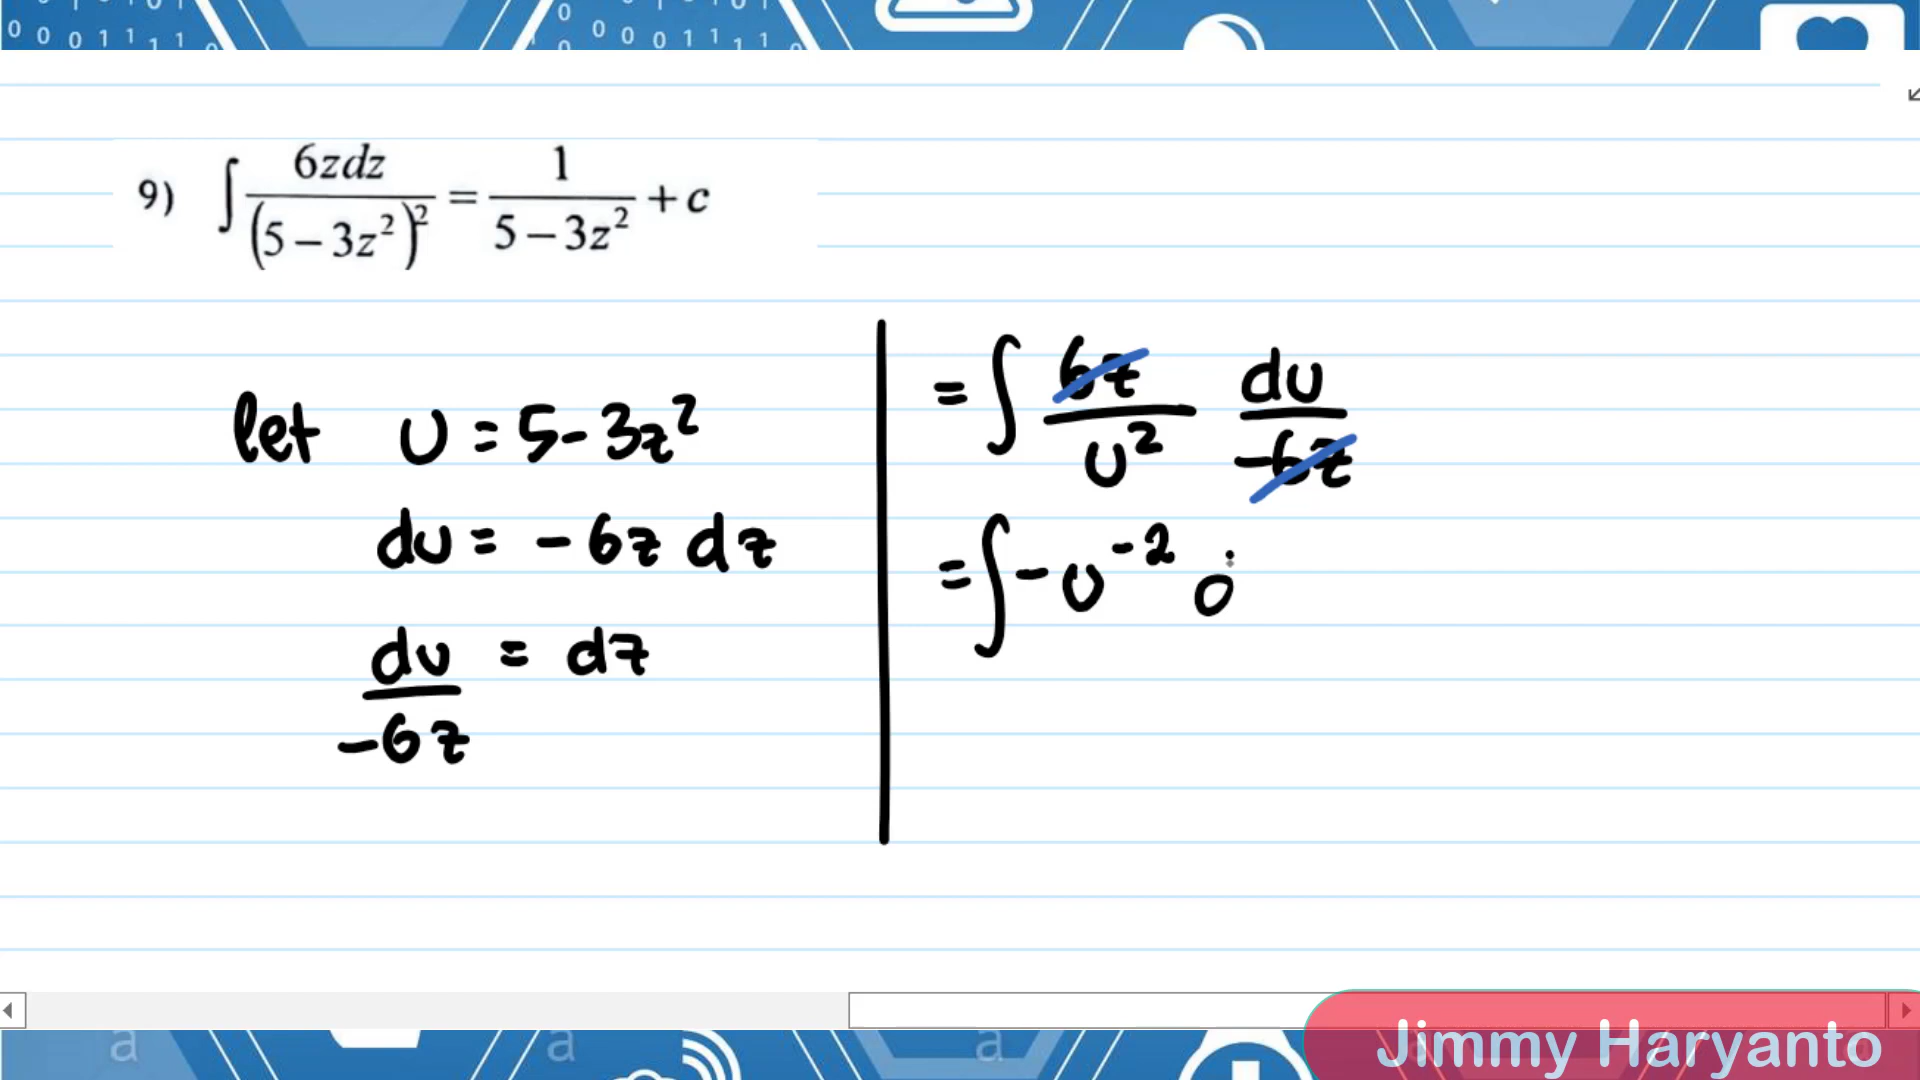 9) ∫ 6zdz / (5 – 3z²)² = 1 / (5 – 3z²) + c
let u = 5 - 3z²
du = - 6z dz
du / -6z = dz
= ∫ 6z / u² du / -6z
= ∫ - u⁻²
Jimmy Haryanto